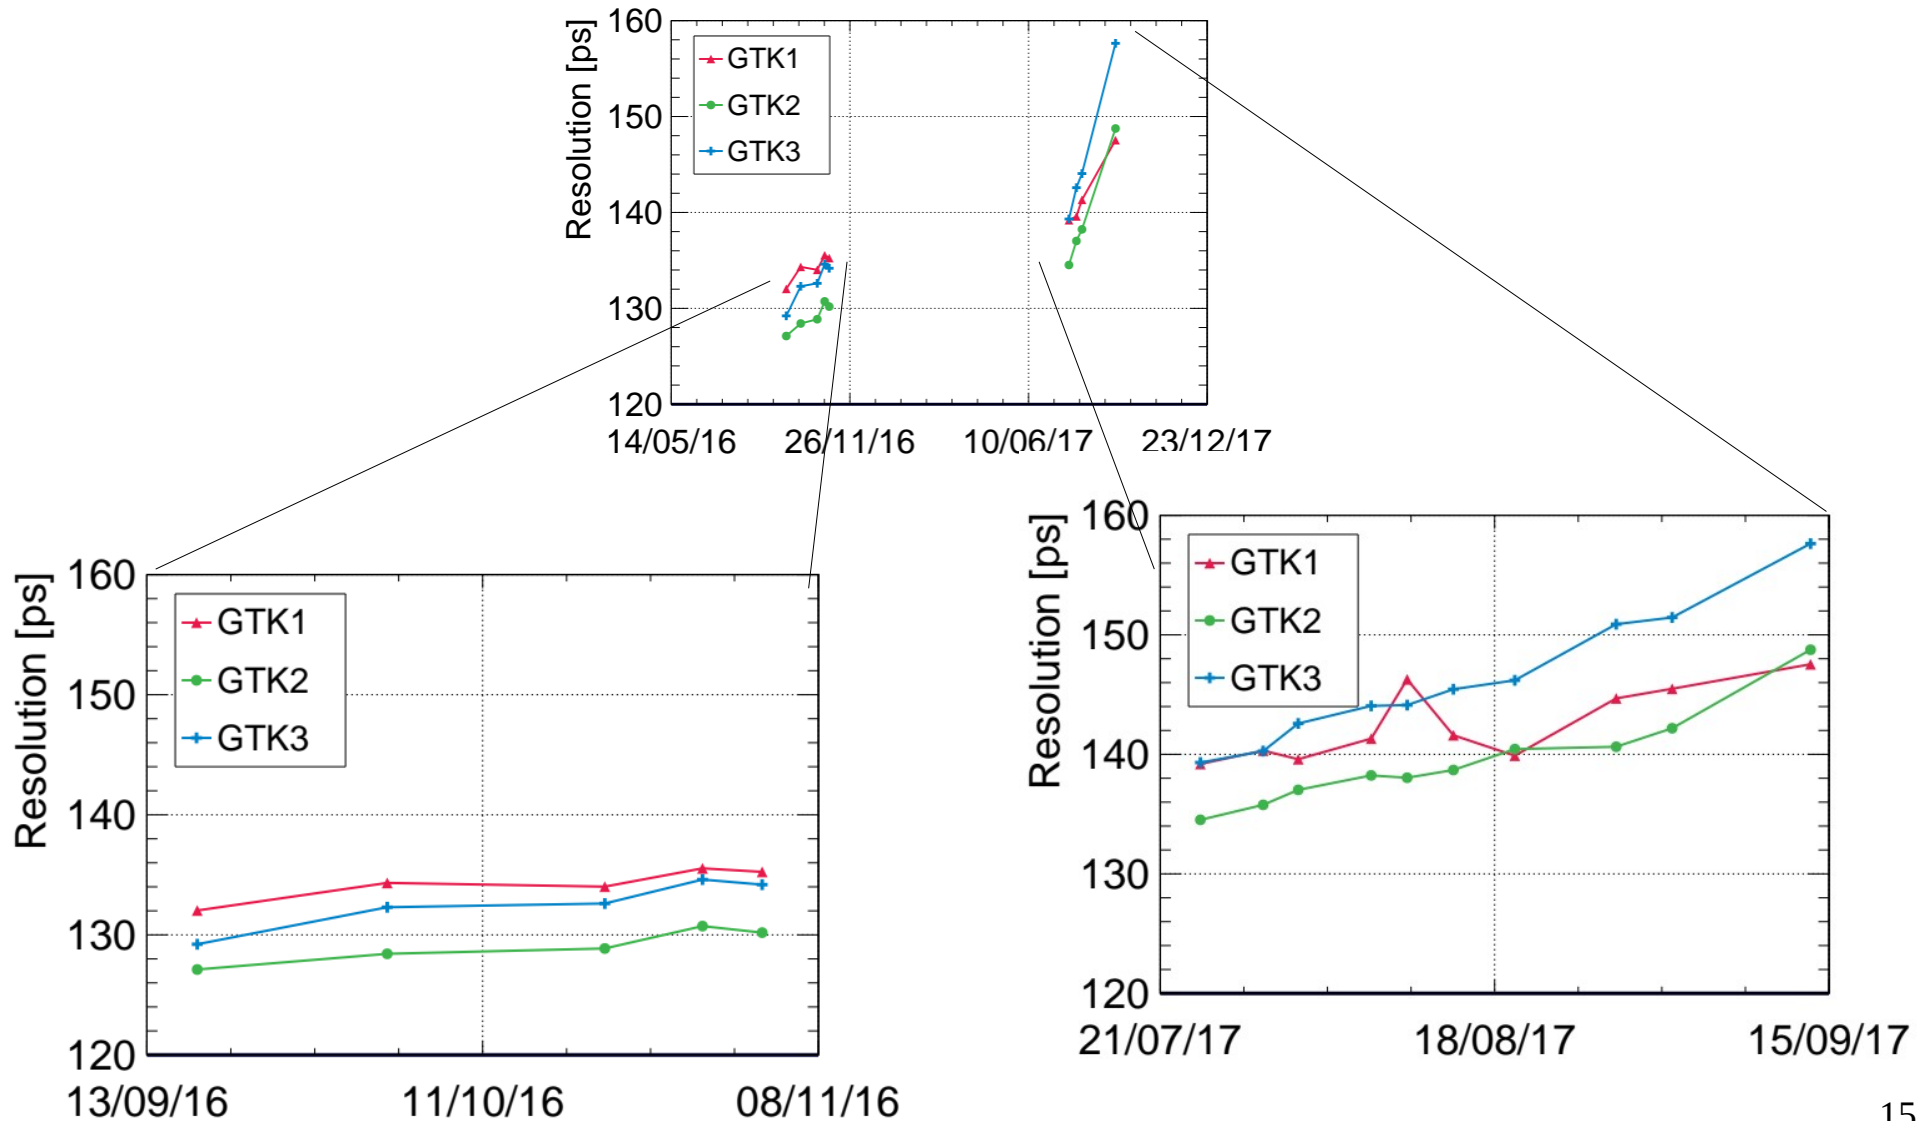 Resolution [ps]
160
150
140
130
120
GTK1
GTK2
GTK3
14/05/16 26/11/16 10/06/17 23/12/17
Resolution [ps]
160
150
140
130
120
GTK1
GTK2
GTK3
13/09/16 11/10/16 08/11/16
Resolution [ps]
160
150
140
130
120
GTK1
GTK2
GTK3
21/07/17 18/08/17 15/09/17
15